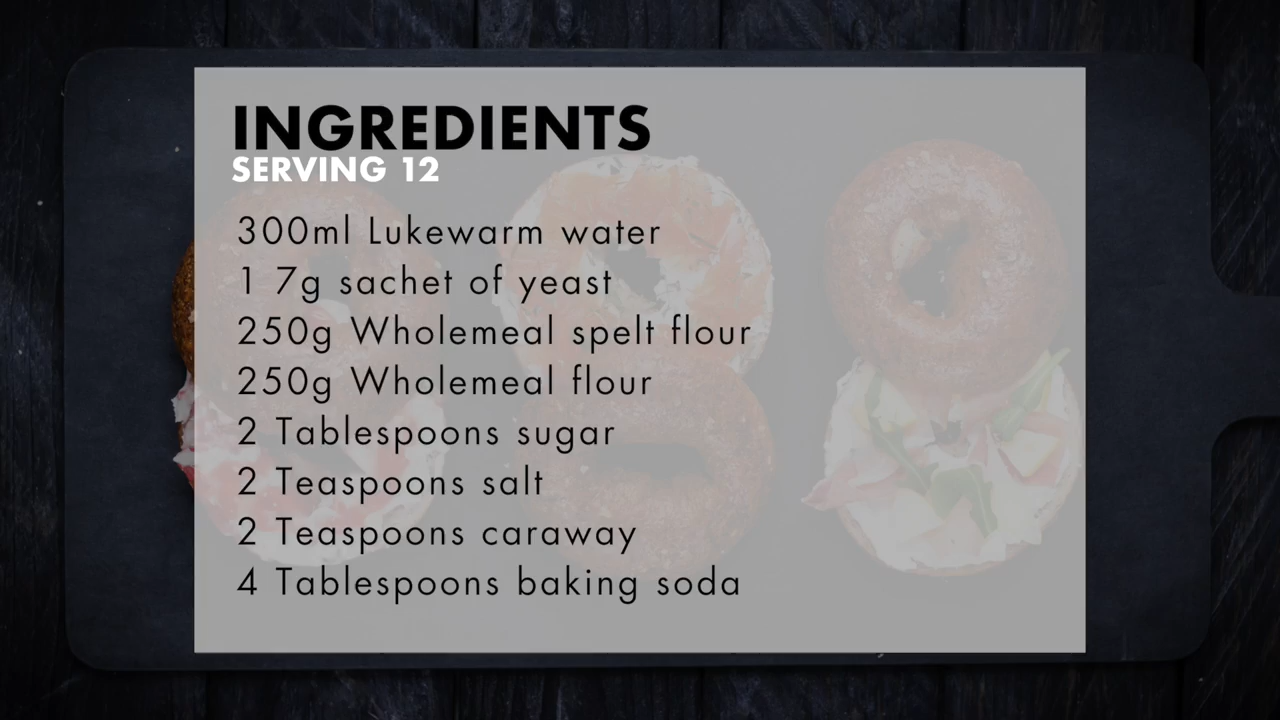 INGREDIENTS
SERVING 12
300ml Lukewarm water
1 7g sachet of yeast
250g Wholemeal spelt flour
250g Wholemeal flour
2 Tablespoons sugar
2 Teaspoons salt
2 Teaspoons caraway
4 Tablespoons baking soda